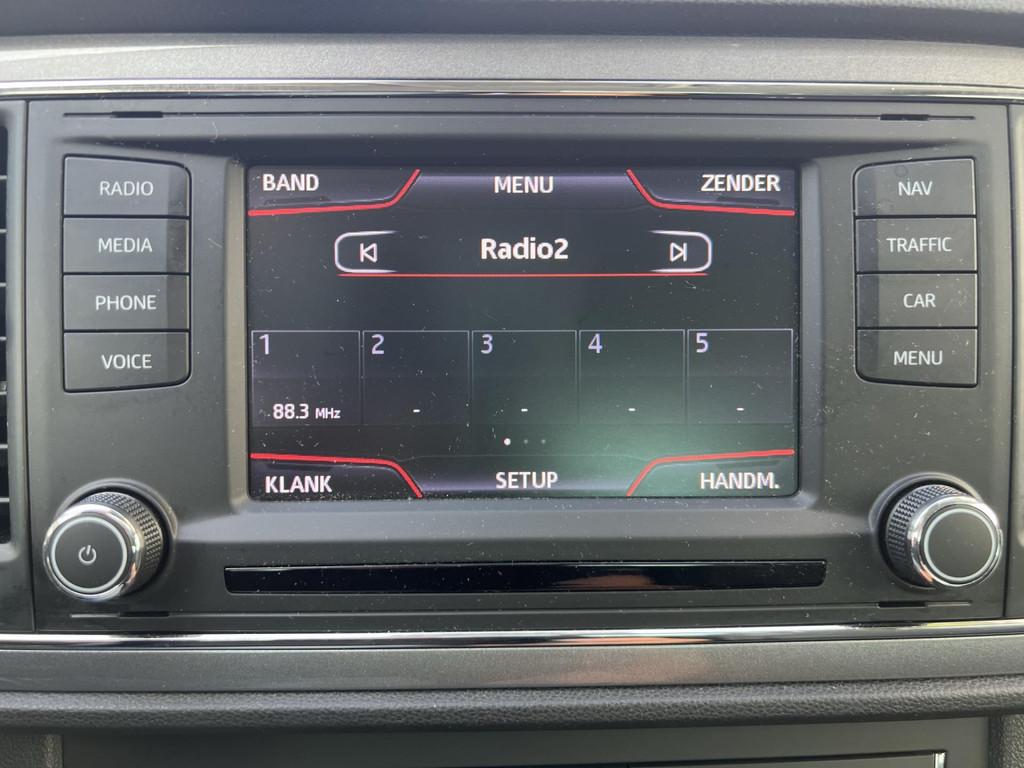 RADIO
MEDIA
PHONE
VOICE
BAND MENU ZENDER
Radio2
1 2 3 4 5
88.3 MHz - - - -
KLANK SETUP HANDM.
NAV
TRAFFIC
CAR
MENU